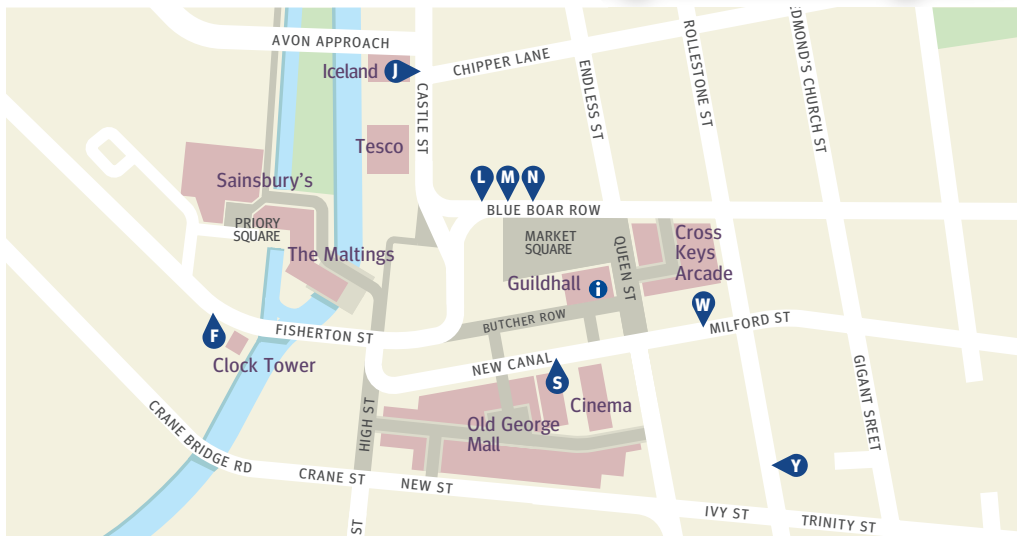 AVON APPROACH
Iceland
J
CHIPPER LANE
CASTLE ST
ENDLESS ST
ROLLESTONE ST
EDMOND'S CHURCH ST
Tesco
Sainsbury's
L M N
BLUE BOAR ROW
PRIORY
SQUARE
The Maltings
MARKET
SQUARE
QUEEN ST
Cross
Keys
Arcade
Guildhall
i
W
MILFORD ST
F
FISHERTON ST
BUTCHER ROW
Clock Tower
NEW CANAL
S
Cinema
GIGANT SREET
HIGH ST
Old George
Mall
CRANE BRIDGE RD
CRANE ST
NEW ST
Y
IVY ST
TRINITY ST
ST